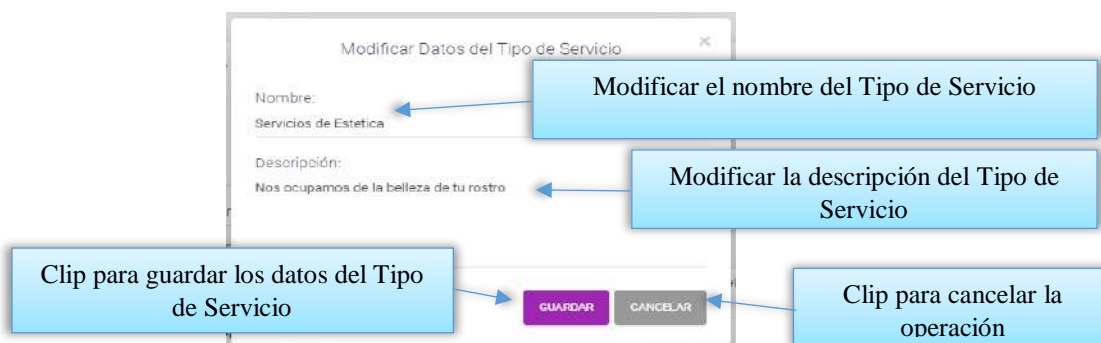 Modificar Datos del Tipo de Servicio
×
Modificar el nombre del Tipo de Servicio
Nombre:
Servicios de Estetica
Descripción:
Nos ocupamos de la belleza de tu rostro
Modificar la descripción del Tipo de
Servicio
Clip para guardar los datos del Tipo
de Servicio
GUARDAR
CANCELAR
Clip para cancelar la
operación